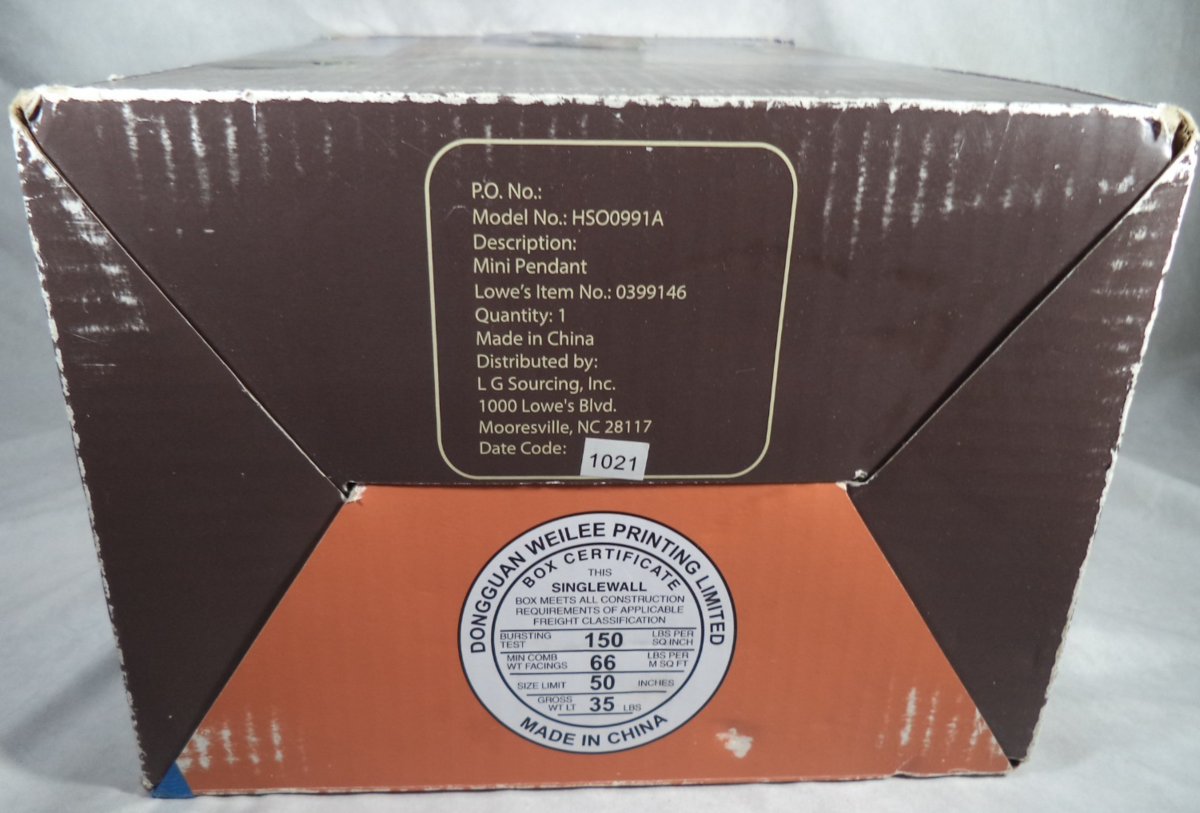 P.O. No.:
Model No.: HSO0991A
Description:
Mini Pendant
Lowe's Item No.: 0399146
Quantity: 1
Made in China
Distributed by:
L G Sourcing, Inc.
1000 Lowe's Blvd.
Mooresville, NC 28117
Date Code: 1021
DONGGUAN WEILEE PRINTING LIMITED
BOX CERTIFICATE
THIS
SINGLEWALL
BOX MEETS ALL CONSTRUCTION
REQUIREMENTS OF APPLICABLE
FREIGHT CLASSIFICATION
BURSTING TEST 150 LBS PER SQ.INCH
MIN COMB WT FACINGS 66 LBS PER M SQ FT
SIZE LIMIT 50 INCHES
GROSS WT LT 35 LBS
MADE IN CHINA